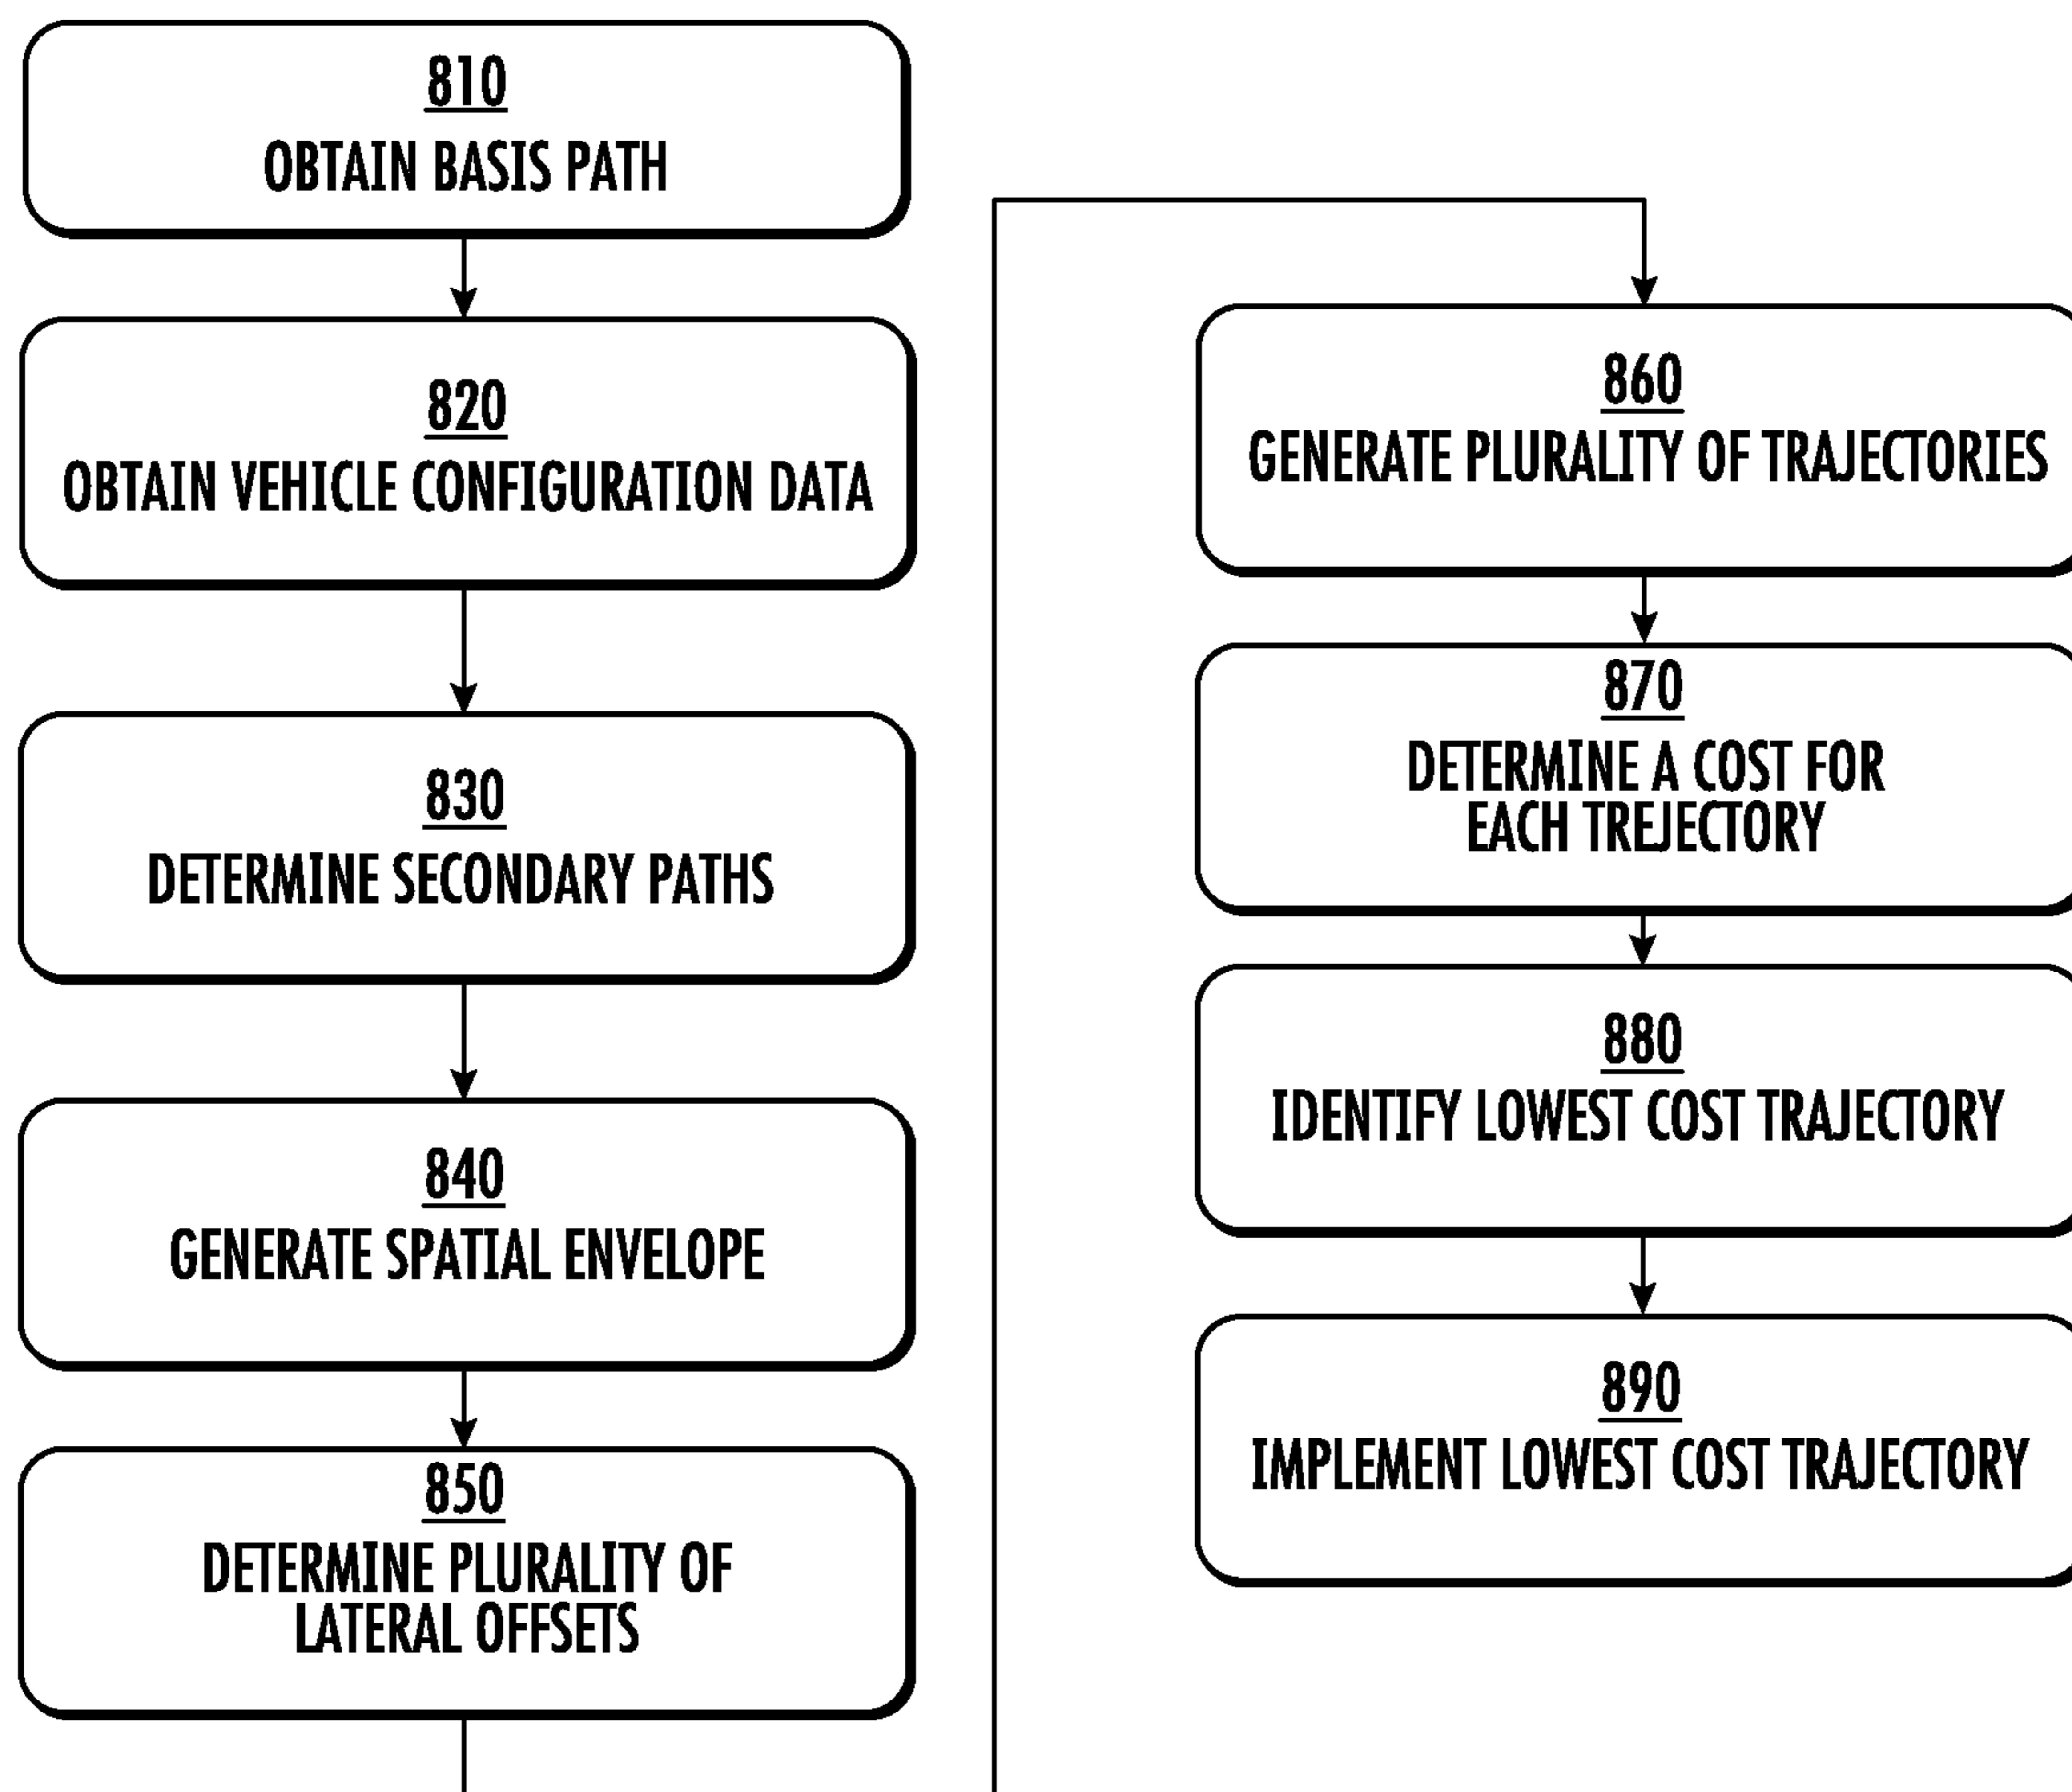 810
OBTAIN BASIS PATH
820
OBTAIN VEHICLE CONFIGURATION DATA
830
DETERMINE SECONDARY PATHS
840
GENERATE SPATIAL ENVELOPE
850
DETERMINE PLURALITY OF
LATERAL OFFSETS
860
GENERATE PLURALITY OF TRAJECTORIES
870
DETERMINE A COST FOR
EACH TREJECTORY
880
IDENTIFY LOWEST COST TRAJECTORY
890
IMPLEMENT LOWEST COST TRAJECTORY